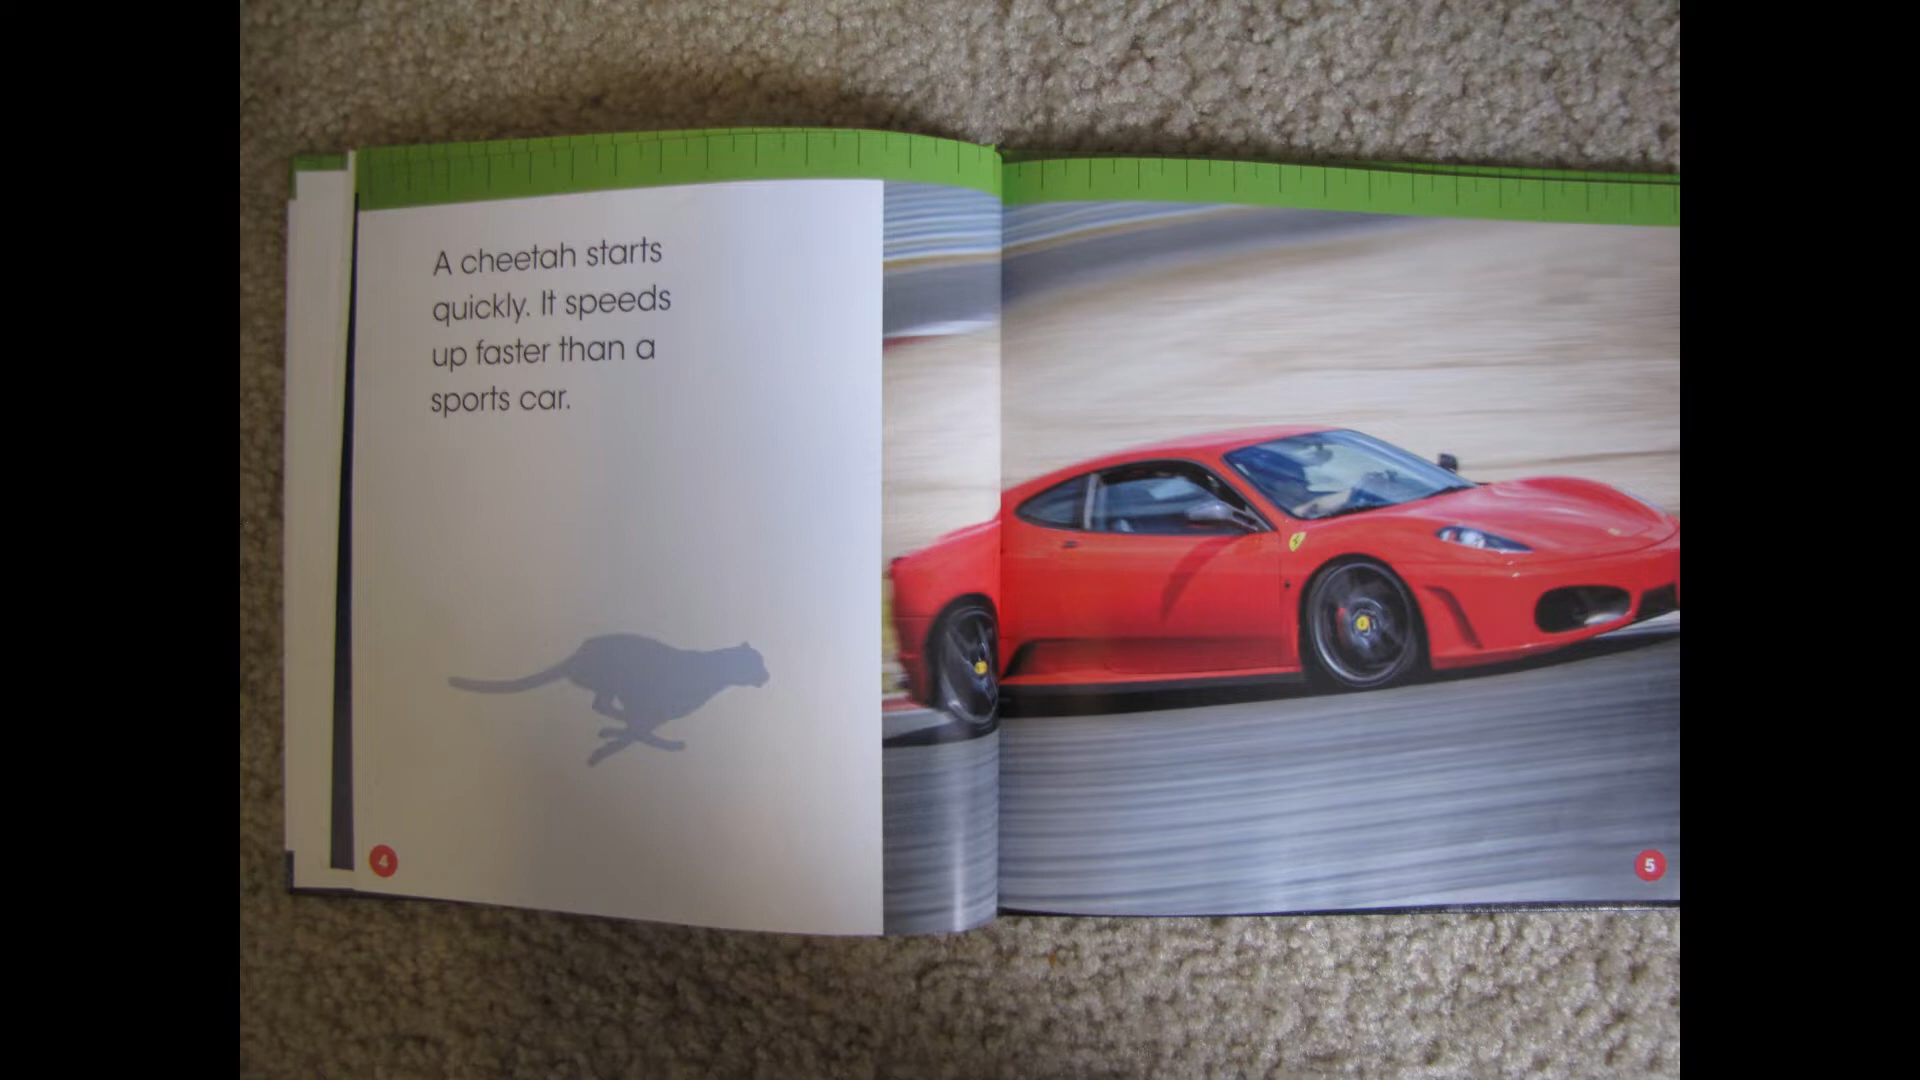 A cheetah starts
quickly. It speeds
up faster than a
sports car.
4
5